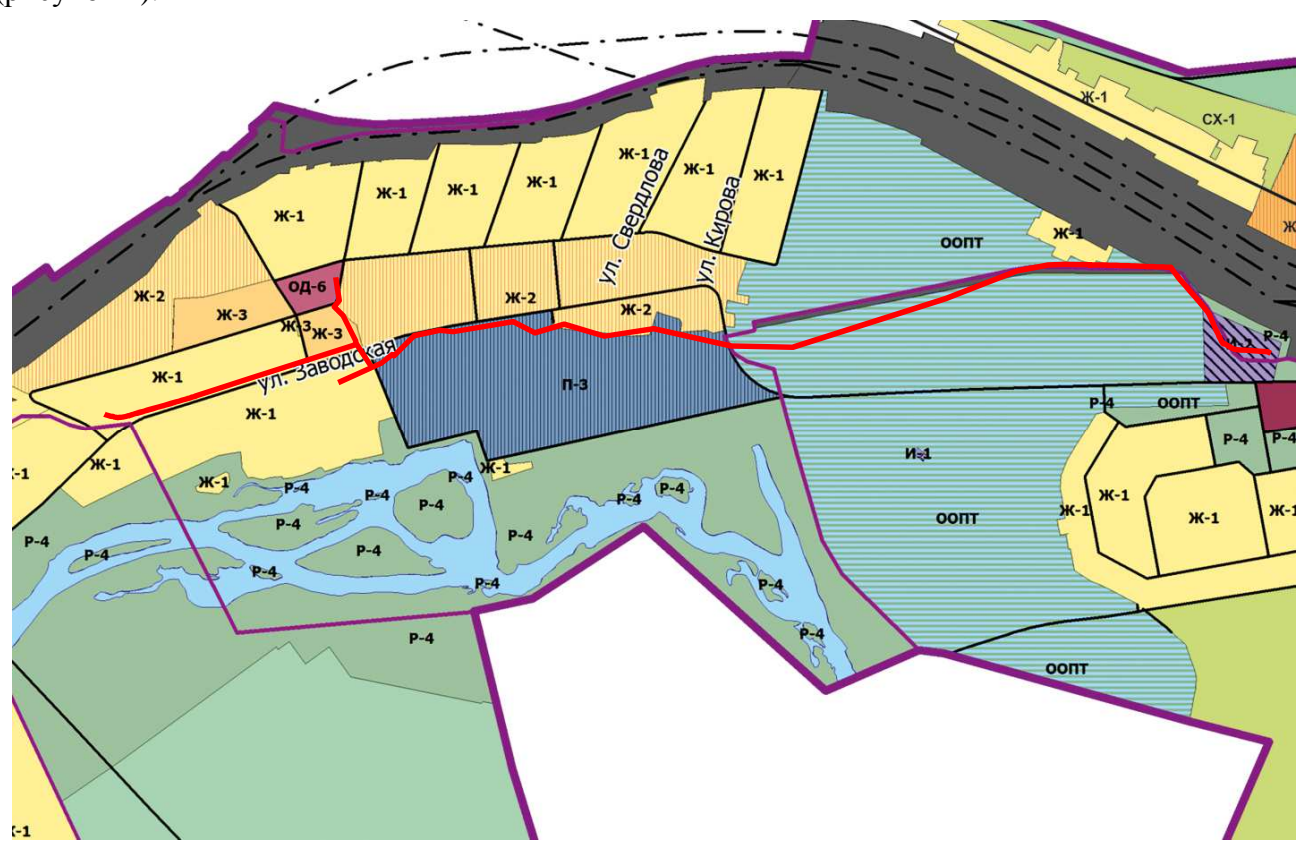 Ж-1
СХ-1
Ж-1
Ж-1
Ж-1
Ж-1
Ж-1
Ж-1
Ж-1
ул. Свердлова
ул. Кирова
ООПТ
Ж-1
Ж
ОД-6
Ж-2
Ж-2
Ж-2
Ж-3
Ж-3
Ж-3
Р-4
И-2
ул. Заводская
Ж-1
П-3
Ж-1
Р-4
ООПТ
Р-4
Р-4
И-1
Ж-1
Ж-1
-1
Ж-1
Р-4
Р-4
Р-4
Р-4
Р-4
Р-4
Ж-1
Ж-1
Ж-1
Ж-1
ООПТ
Р-4
Р-4
Р-4
Р-4
Р-4
Р-4
Р-4
Р-4
Р-4
Р-4
ООПТ
-1